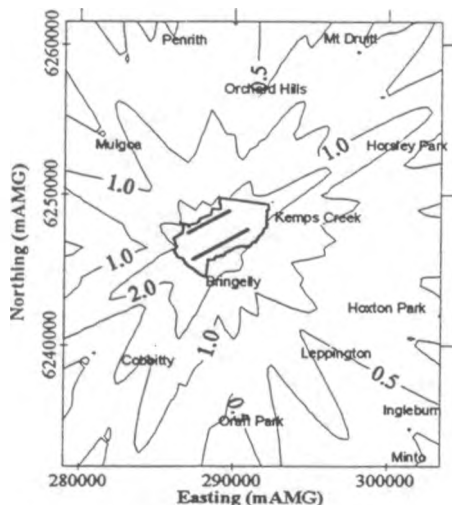 6260000
Penrith
Mt Druitt
0.5
Orchard Hills
Mulgoa
1.0
Horsley Park
1.0
6250000
Kemps Creek
1.0
2.0
Bringelly
Northing (mAMG)
Hoxton Park
6240000
Cobbitty
1.0
Leppington
0.5
Ingleburn
Oran Park
Minto
280000
290000
300000
Easting (mAMG)